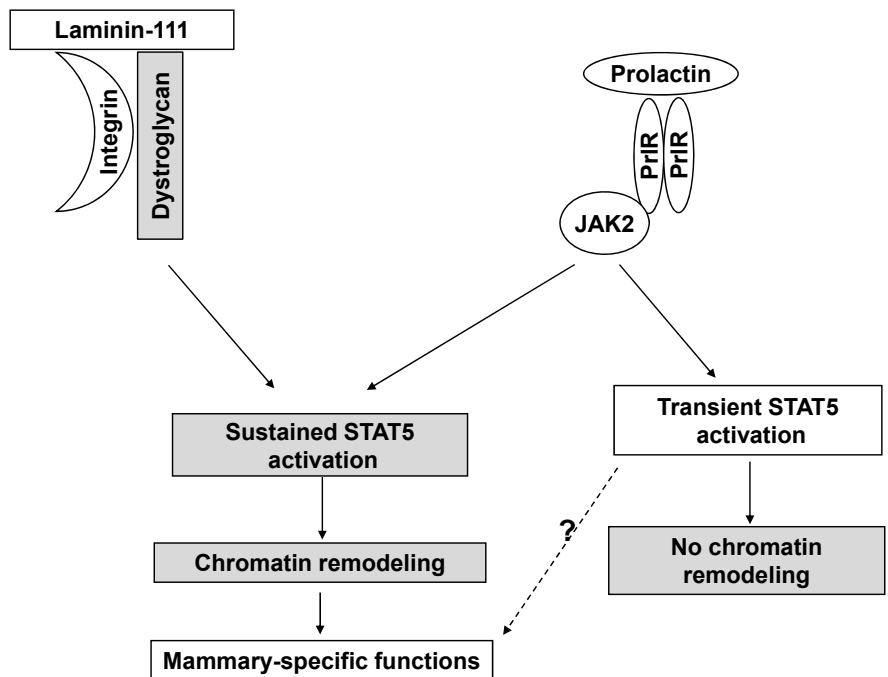 Laminin-111
Integrin
Dystroglycan
Prolactin
PrlR
PrlR
JAK2
Sustained STAT5
activation
Transient STAT5
activation
?
Chromatin remodeling
No chromatin
remodeling
Mammary-specific functions